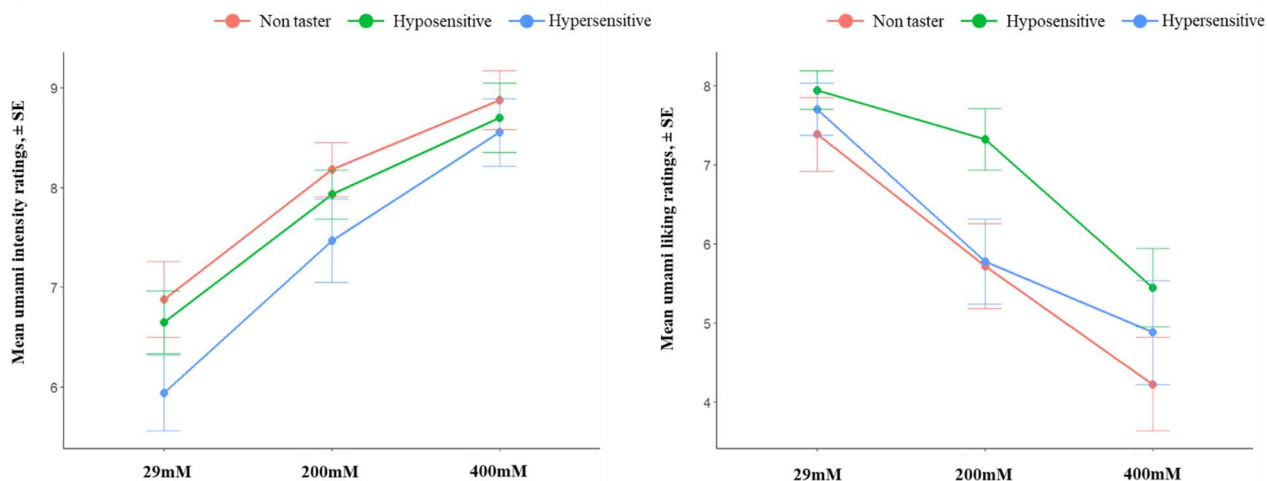 Non taster Hyposensitive Hypersensitive
Mean umami intensity ratings, ± SE
9
8
7
6
29mM 200mM 400mM
Non taster Hyposensitive Hypersensitive
Mean umami liking ratings, ± SE
8
7
6
5
4
29mM 200mM 400mM